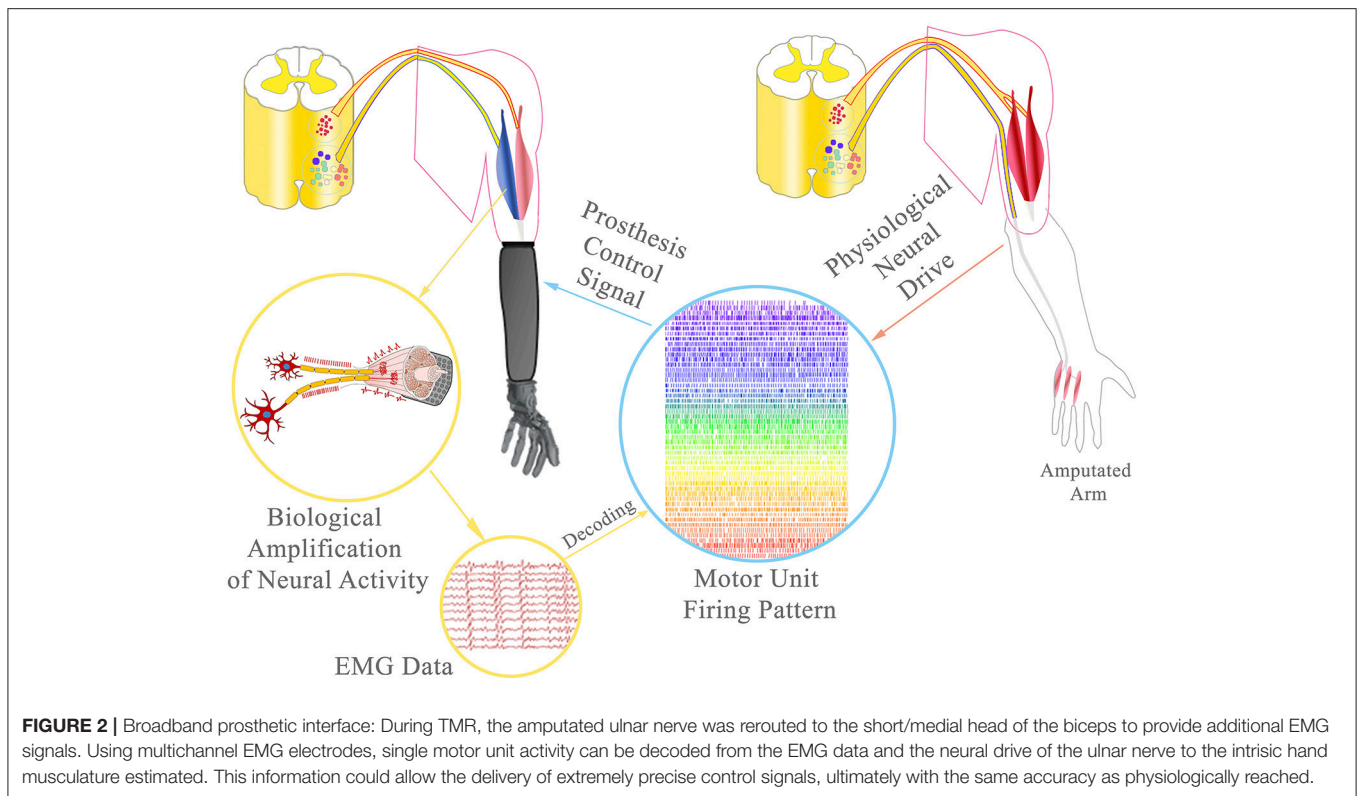 Prosthesis
Control
Signal
Physiological
Neural
Drive
Amputated
Arm
Biological
Amplification
of Neural Activity
Decoding
EMG Data
Motor Unit
Firing Pattern
FIGURE 2 | Broadband prosthetic interface: During TMR, the amputated ulnar nerve was rerouted to the short/medial head of the biceps to provide additional EMG
signals. Using multichannel EMG electrodes, single motor unit activity can be decoded from the EMG data and the neural drive of the ulnar nerve to the intrisic hand
musculature estimated. This information could allow the delivery of extremely precise control signals, ultimately with the same accuracy as physiologically reached.